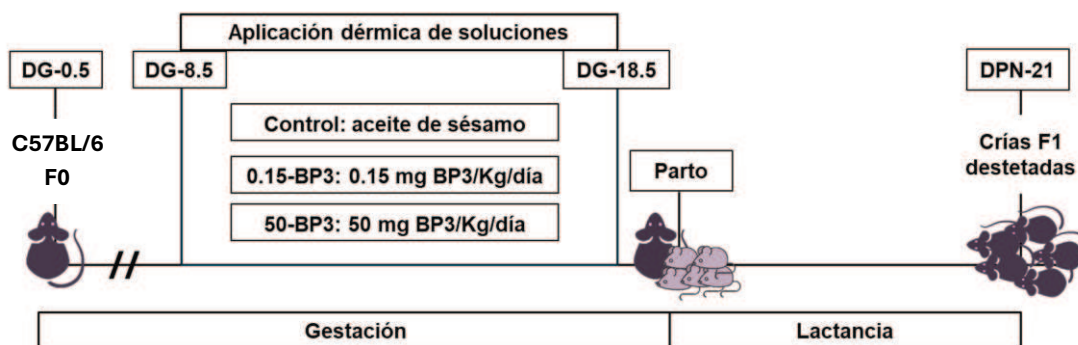 Aplicación dérmica de soluciones
DG-0.5
DG-8.5
DG-18.5
DPN-21
C57BL/6
F0
Control: aceite de sésamo
0.15-BP3: 0.15 mg BP3/Kg/día
50-BP3: 50 mg BP3/Kg/día
Parto
Crías F1
destetadas
Gestación
Lactancia